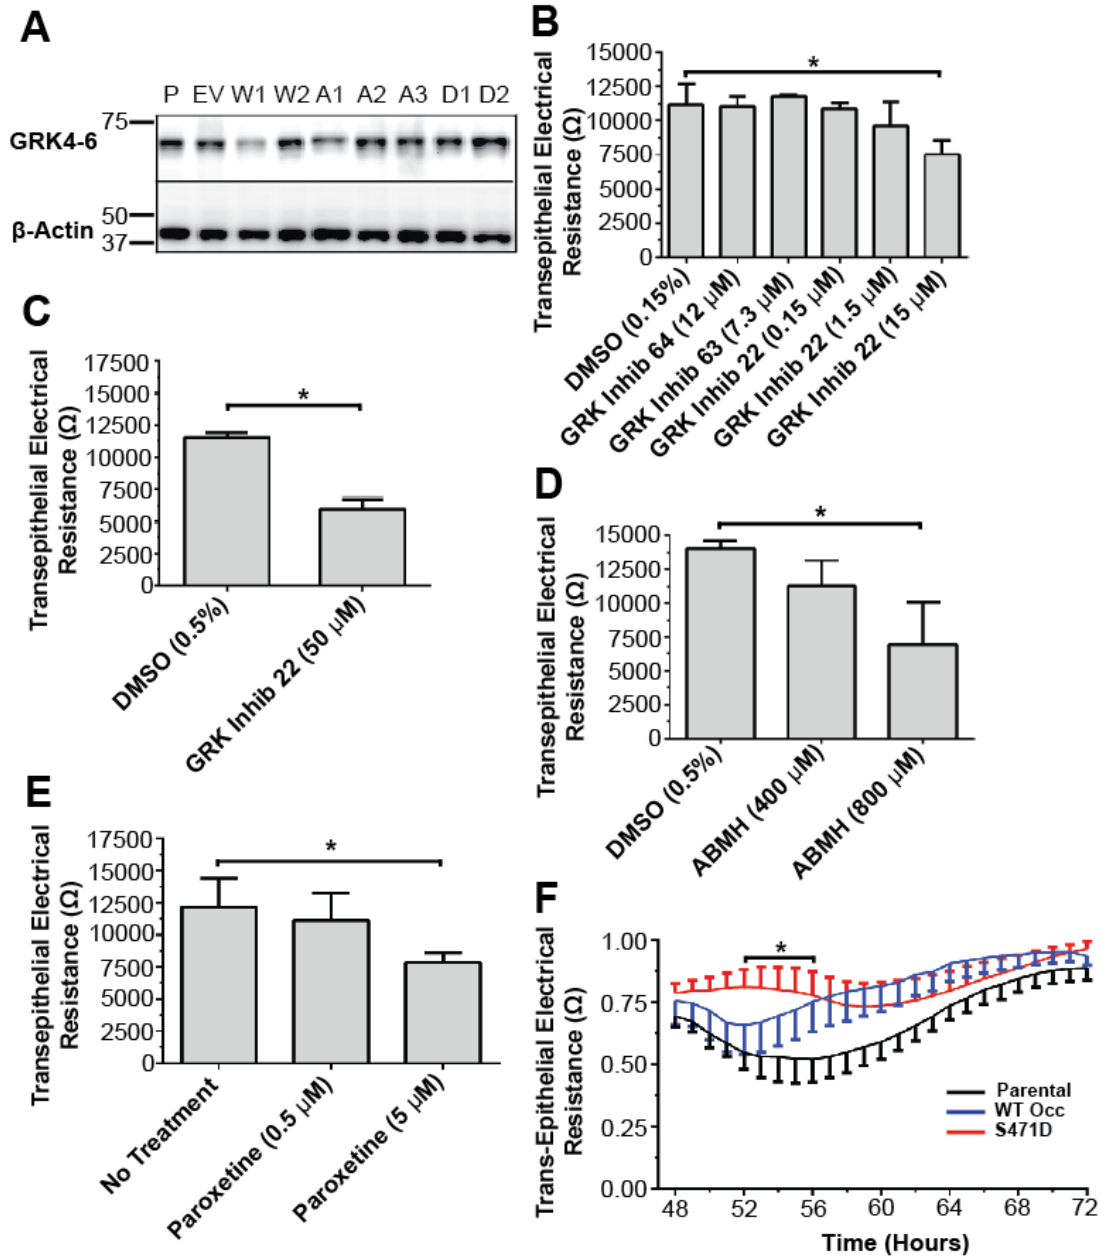 A
P EV W1 W2 A1 A2 A3 D1 D2
75
GRK4-6
50
β-Actin
37
B
Transepithelial Electrical
Resistance (Ω)
15000
12500
10000
7500
5000
2500
0
*
DMSO (0.15%)
GRK Inhib 64 (12 μM)
GRK Inhib 63 (7.3 μM)
GRK Inhib 22 (0.15 μM)
GRK Inhib 22 (1.5 μM)
GRK Inhib 22 (15 μM)
C
Transepithelial Electrical
Resistance (Ω)
17500
15000
12500
10000
7500
5000
2500
0
*
DMSO (0.5%)
GRK Inhib 22 (50 μM)
D
Transepithelial Electrical
Resistance (Ω)
15000
12500
10000
7500
5000
2500
0
*
DMSO (0.5%)
ABMH (400 μM)
ABMH (800 μM)
E
Transepithelial Electrical
Resistance (Ω)
17500
15000
12500
10000
7500
5000
2500
0
*
No Treatment
Paroxetine (0.5 μM)
Paroxetine (5 μM)
F
Trans-Epithelial Electrical
Resistance (Ω)
1.00
0.75
0.50
0.25
0.00
*
Parental
WT Occ
S471D
48 52 56 60 64 68 72
Time (Hours)